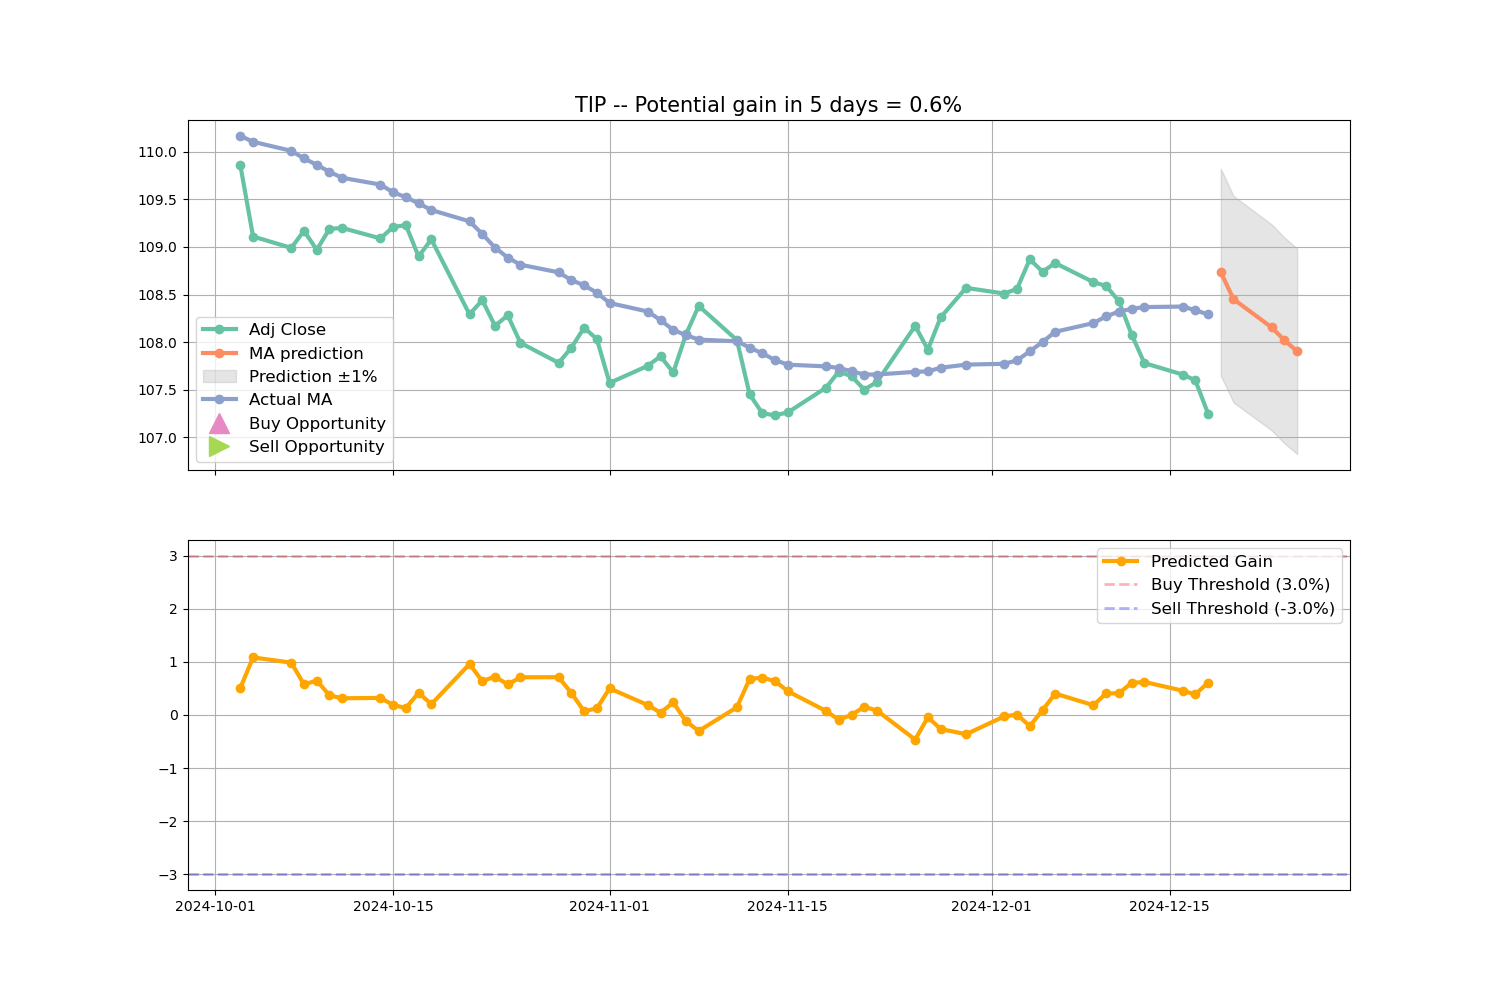 TIP -- Potential gain in 5 days = 0.6%
110.0
109.5
109.0
108.5
108.0
107.5
107.0
Adj Close
MA prediction
Prediction ±1%
Actual MA
Buy Opportunity
Sell Opportunity
3
2
1
0
−1
−2
−3
Predicted Gain
Buy Threshold (3.0%)
Sell Threshold (-3.0%)
2024-10-01 2024-10-15 2024-11-01 2024-11-15 2024-12-01 2024-12-15